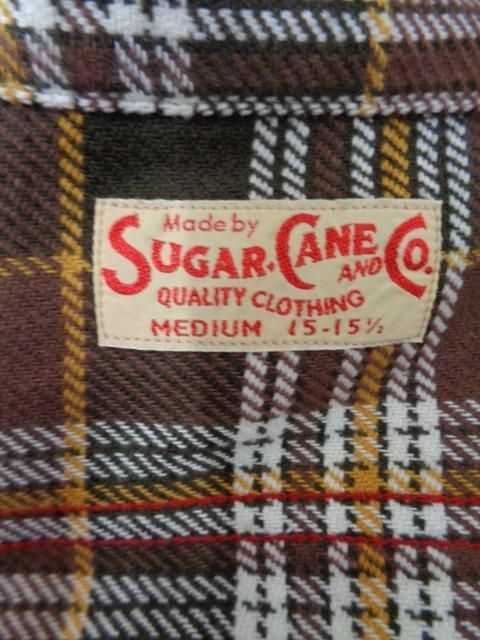 Made by
SUGAR. CANE AND CO.
QUALITY CLOTHING
MEDIUM 15-15½